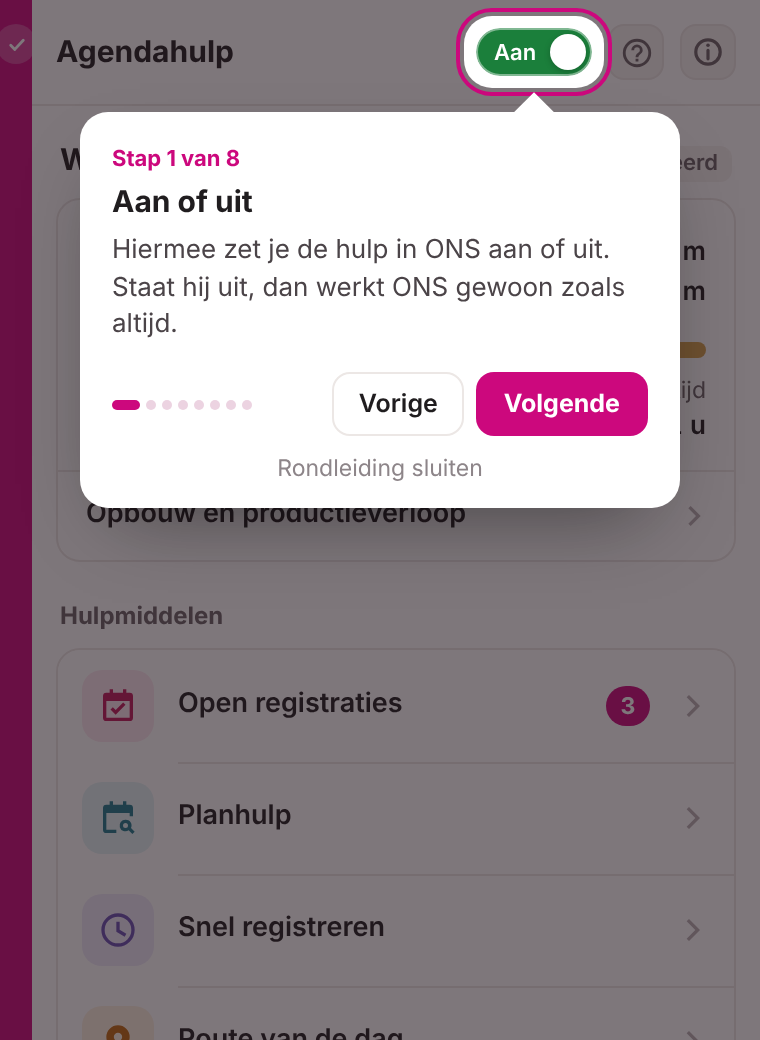 Agendahulp
Aan
Stap 1 van 8
Aan of uit
Hiermee zet je de hulp in ONS aan of uit.
Staat hij uit, dan werkt ONS gewoon zoals
altijd.
Vorige
Volgende
Rondleiding sluiten
Opbouw en productieverloop
Hulpmiddelen
Open registraties
3
Planhulp
Snel registreren
Route van de dag